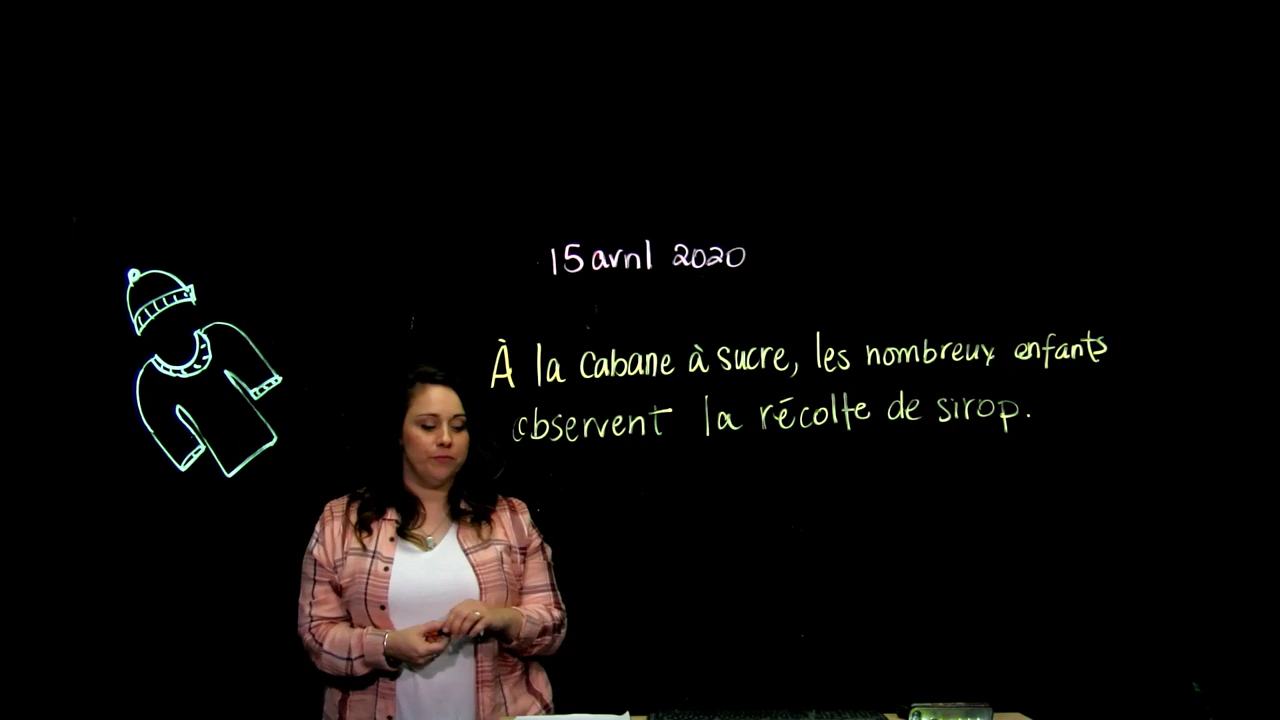 15 avril 2020
À la cabane à sucre, les nombreux enfants
observent la récolte de sirop.